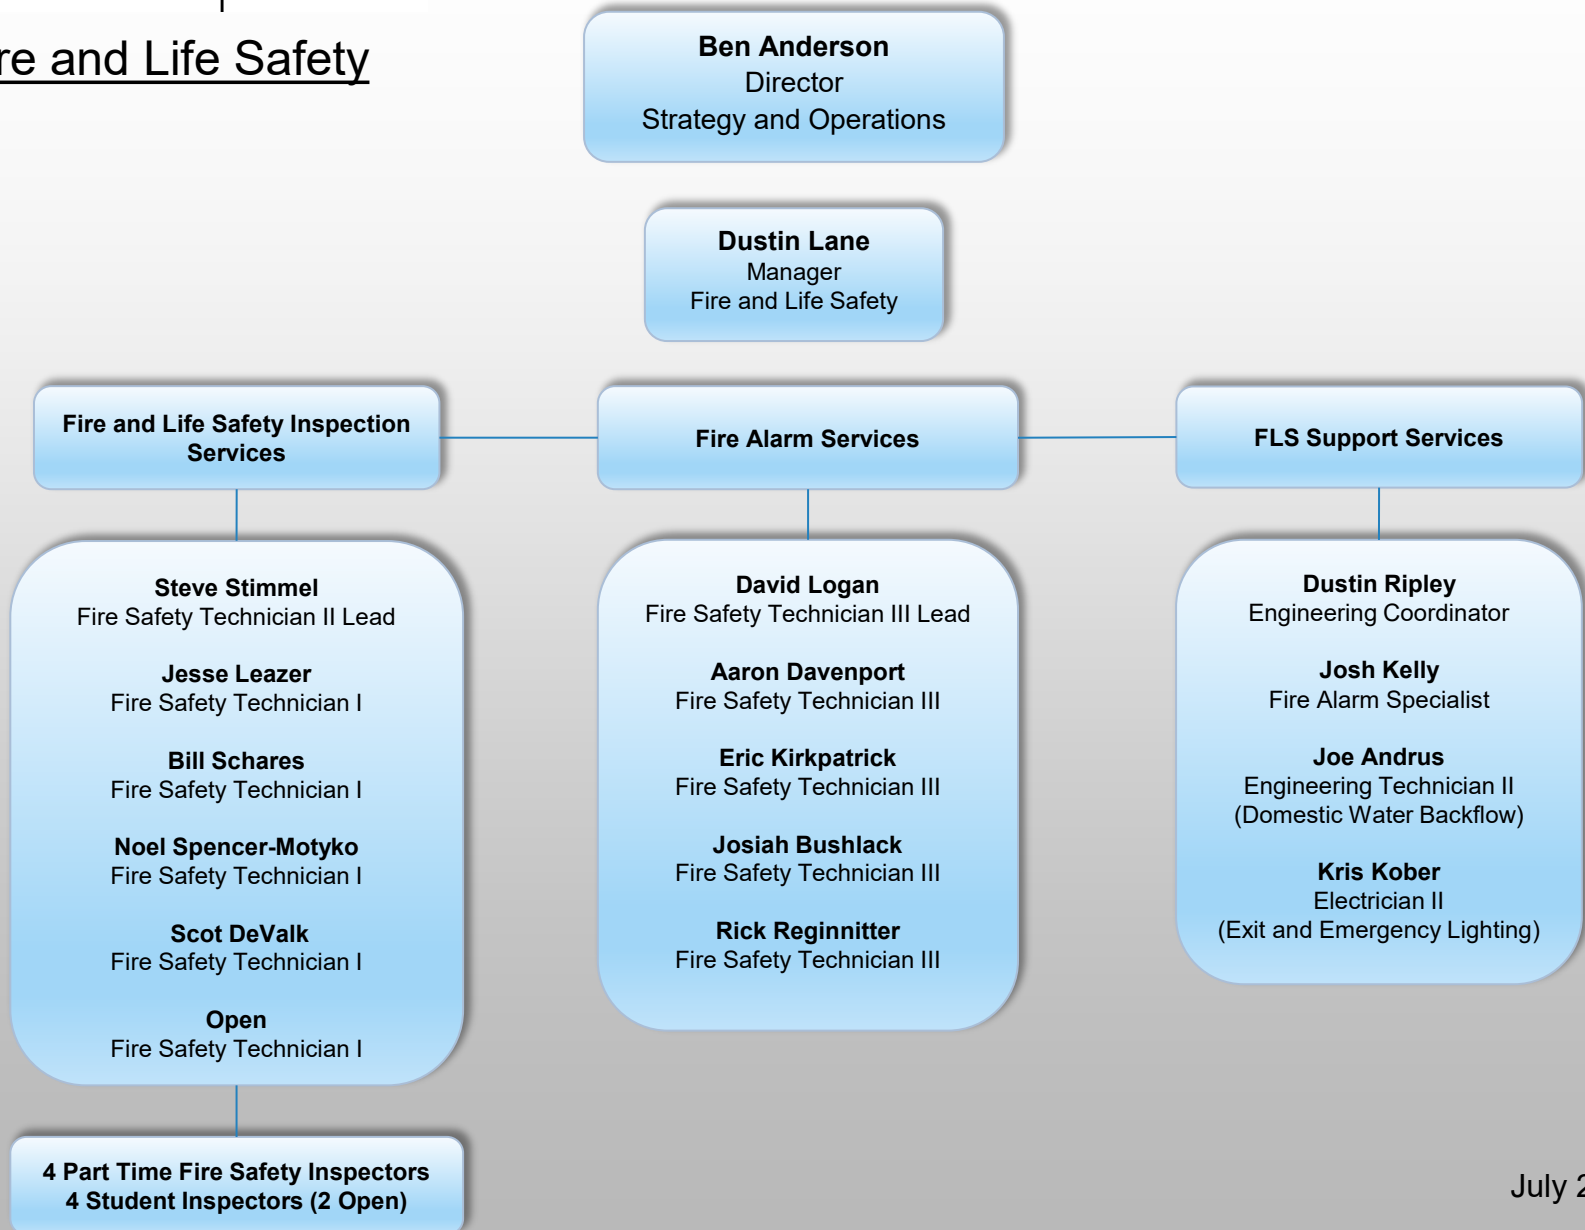 and Life Safety
Ben Anderson
Director
Strategy and Operations
Dustin Lane
Manager
Fire and Life Safety
Fire and Life Safety Inspection
Services
Fire Alarm Services
FLS Support Services
Steve Stimmel
Fire Safety Technician II Lead
Jesse Leazer
Fire Safety Technician I
Bill Schares
Fire Safety Technician I
Noel Spencer-Motyko
Fire Safety Technician I
Scot DeValk
Fire Safety Technician I
Open
Fire Safety Technician I
David Logan
Fire Safety Technician III Lead
Aaron Davenport
Fire Safety Technician III
Eric Kirkpatrick
Fire Safety Technician III
Josiah Bushlack
Fire Safety Technician III
Rick Reginnitter
Fire Safety Technician III
Dustin Ripley
Engineering Coordinator
Josh Kelly
Fire Alarm Specialist
Joe Andrus
Engineering Technician II
(Domestic Water Backflow)
Kris Kober
Electrician II
(Exit and Emergency Lighting)
4 Part Time Fire Safety Inspectors
4 Student Inspectors (2 Open)
July